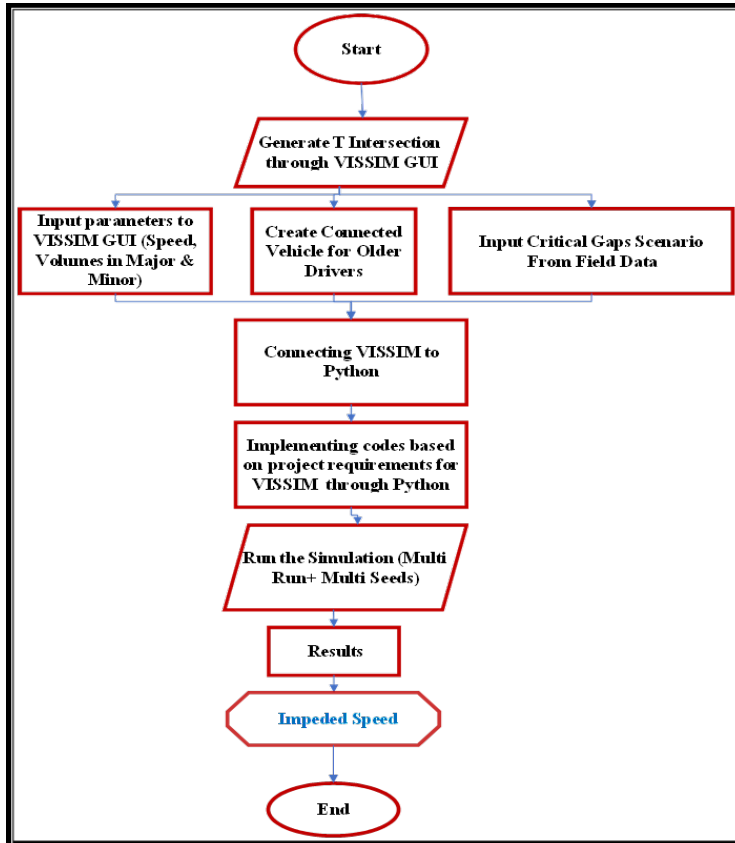 Start
Generate T Intersection
through VISSIM GUI
Input parameters to
VISSIM GUI (Speed,
Volumes in Major &
Minor)
Create Connected
Vehicle for Older
Drivers
Input Critical Gaps Scenario
From Field Data
Connecting VISSIM to
Python
Implementing codes based
on project requirements for
VISSIM through Python
Run the Simulation (Multi
Run+ Multi Seeds)
Results
Impeded Speed
End